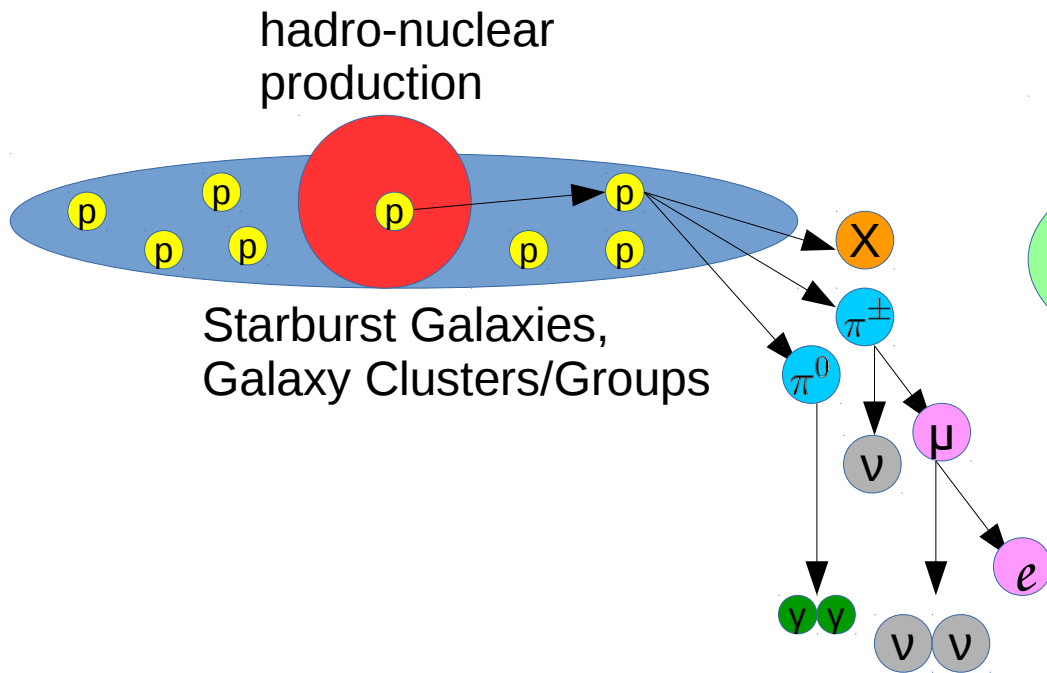 hadro-nuclear
production
p
p
p
p
p
p
p
p
X
π±
π⁰
μ
ν
e
γ γ
ν ν
Starburst Galaxies,
Galaxy Clusters/Groups